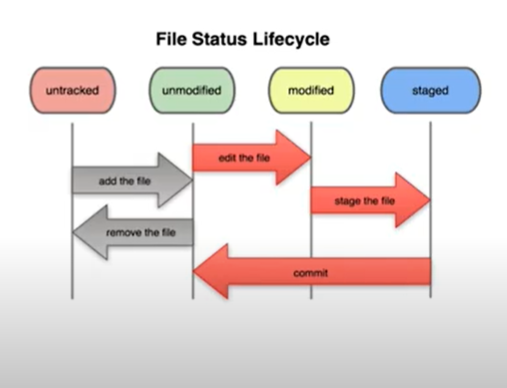 File Status Lifecycle
untracked
unmodified
modified
staged
edit the file
add the file
stage the file
remove the file
commit